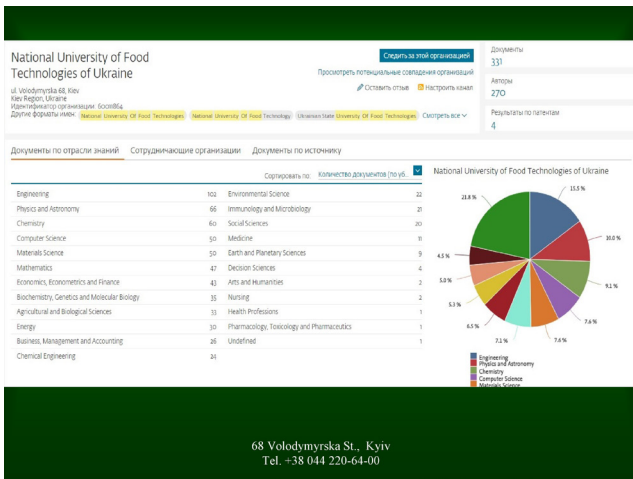 National University of Food
Technologies of Ukraine
ul. Volodymyrska 68, Kiev
Kiev Region, Ukraine
Идентификатор организации: 60011864
Другие форматы имен: National University Of Food Technologies National University Of Food Technology Ukrainian State University Of Food Technologies Смотреть все
Следить за этой организацией
Просмотреть потенциальные совпадения организаций
Оставить отзыв Настроить канал
Документы
331
Авторы
270
Результаты по патентам
4
Документы по отрасли знаний Сотрудничающие организации Документы по источнику
Сортировать по: Количество документов (по уб...
Engineering 102
Physics and Astronomy 66
Chemistry 60
Computer Science 50
Materials Science 50
Mathematics 47
Economics, Econometrics and Finance 43
Biochemistry, Genetics and Molecular Biology 35
Agricultural and Biological Sciences 33
Energy 30
Business, Management and Accounting 26
Chemical Engineering 24
Environmental Science 22
Immunology and Microbiology 21
Social Sciences 20
Medicine 11
Earth and Planetary Sciences 9
Decision Sciences 4
Arts and Humanities 2
Nursing 2
Health Professions 1
Pharmacology, Toxicology and Pharmaceutics 1
Undefined 1
National University of Food Technologies of Ukraine
15.5 %
10.0 %
9.1 %
7.6 %
7.6 %
7.1 %
6.5 %
5.3 %
5.0 %
4.5 %
21.8 %
Engineering
Physics and Astronomy
Chemistry
Computer Science
Materials Science
68 Volodymyrska St., Kyiv
Tel. +38 044 220-64-00